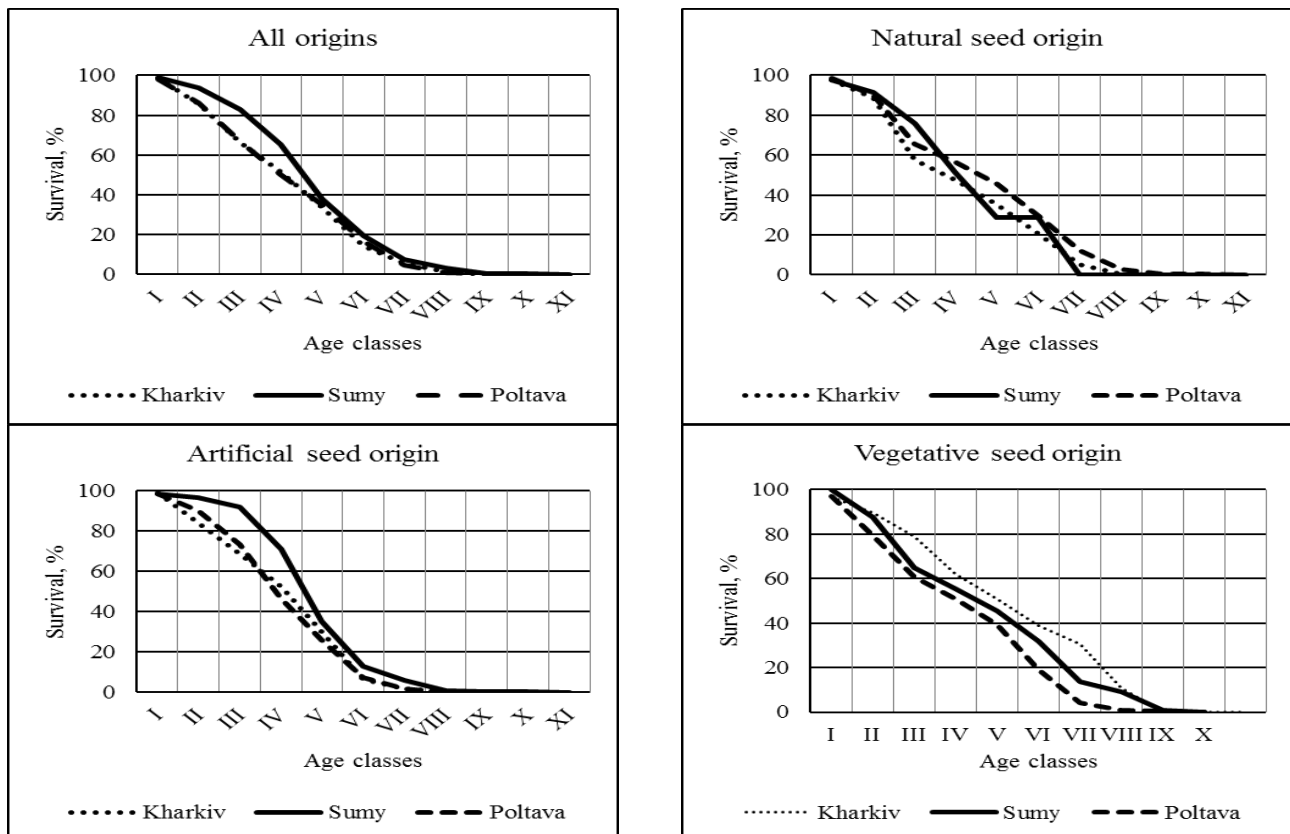 All origins
100
80
60
40
20
0
Survival, %
I II III IV V VI VII VIII IX X XI
Age classes
Kharkiv Sumy Poltava
Natural seed origin
100
80
60
40
20
0
Survival, %
I II III IV V VI VII VIII IX X XI
Age classes
Kharkiv Sumy Poltava
Artificial seed origin
100
80
60
40
20
0
Survival, %
I II III IV V VI VII VIII IX X XI
Age classes
Kharkiv Sumy Poltava
Vegetative seed origin
100
80
60
40
20
0
Survival, %
I II III IV V VI VII VIII IX X
Age classes
Kharkiv Sumy Poltava